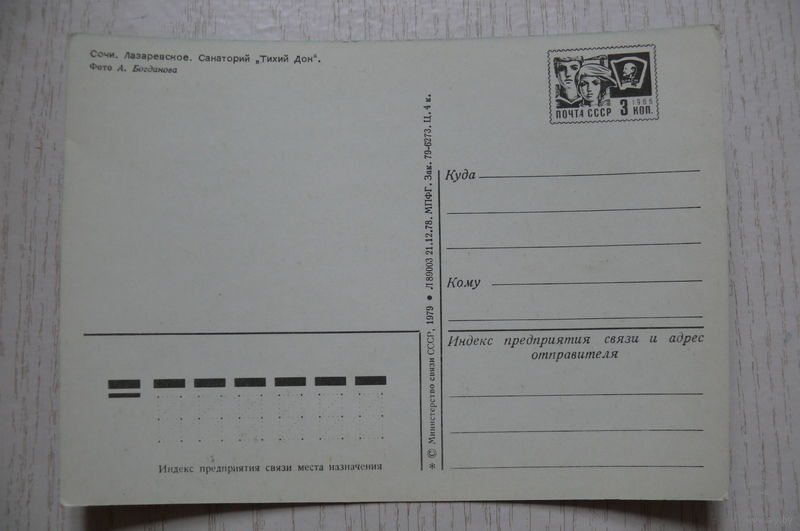 Сочи. Лазаревское. Санаторий „Тихий Дон“.
Фото А. Богданова
1966
ПОЧТА СССР 3 КОП.
Куда
Кому
Индекс предприятия связи и адрес
отправителя
* © Министерство связи СССР, 1979 ● Л 89003 21.12.78. МПФГ. Зак. 79-6273. Ц. 4 к.
Индекс предприятия связи места назначения